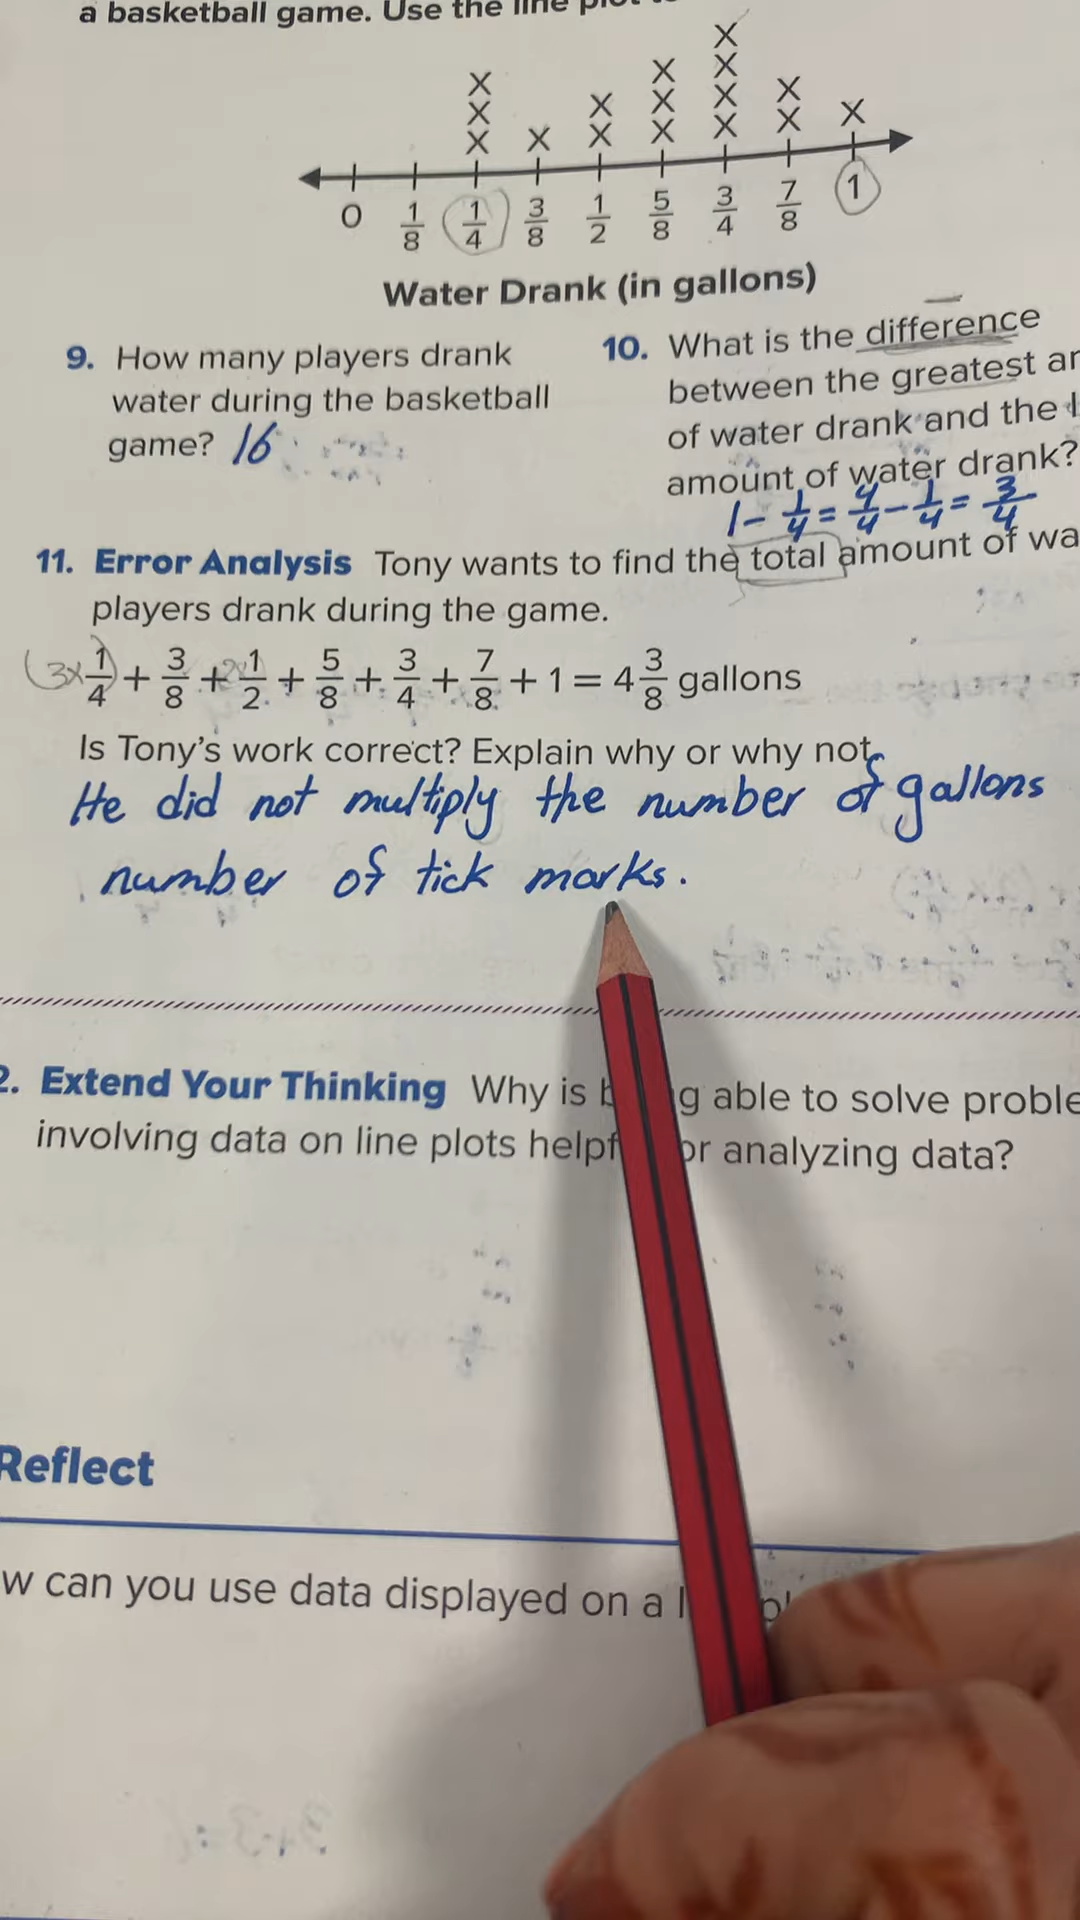 a basketball game. Use the line plot to
X
X X X
X X X X X
X X X X X X
X X X X X X X
0 1/8 1/4 3/8 1/2 5/8 3/4 7/8 1
Water Drank (in gallons)
9. How many players drank
water during the basketball
game? 16
10. What is the difference
between the greatest
of water drank and the
amount of water drank?
1 - 1/4 = 4/4 - 1/4 = 3/4
11. Error Analysis Tony wants to find the total amount of
players drank during the game.
(3x 1/4) + 3/8 + 2x 1/2 + 5/8 + 3/4 + 7/8 + 1 = 4 3/8 gallons
Is Tony's work correct? Explain why or why not.
He did not multiply the number of gallons
number of tick marks.
2. Extend Your Thinking Why is able to solve
involving data on line plots analyzing data?
Reflect
can you use data displayed on a